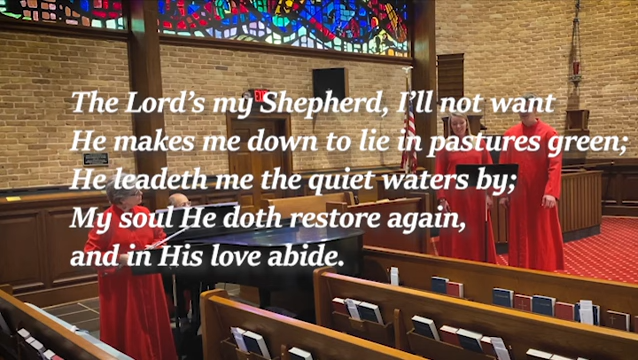 The Lord’s my Shepherd, I’ll not want
He makes me down to lie in pastures green;
He leadeth me the quiet waters by;
My soul He doth restore again,
and in His love abide.
EXIT